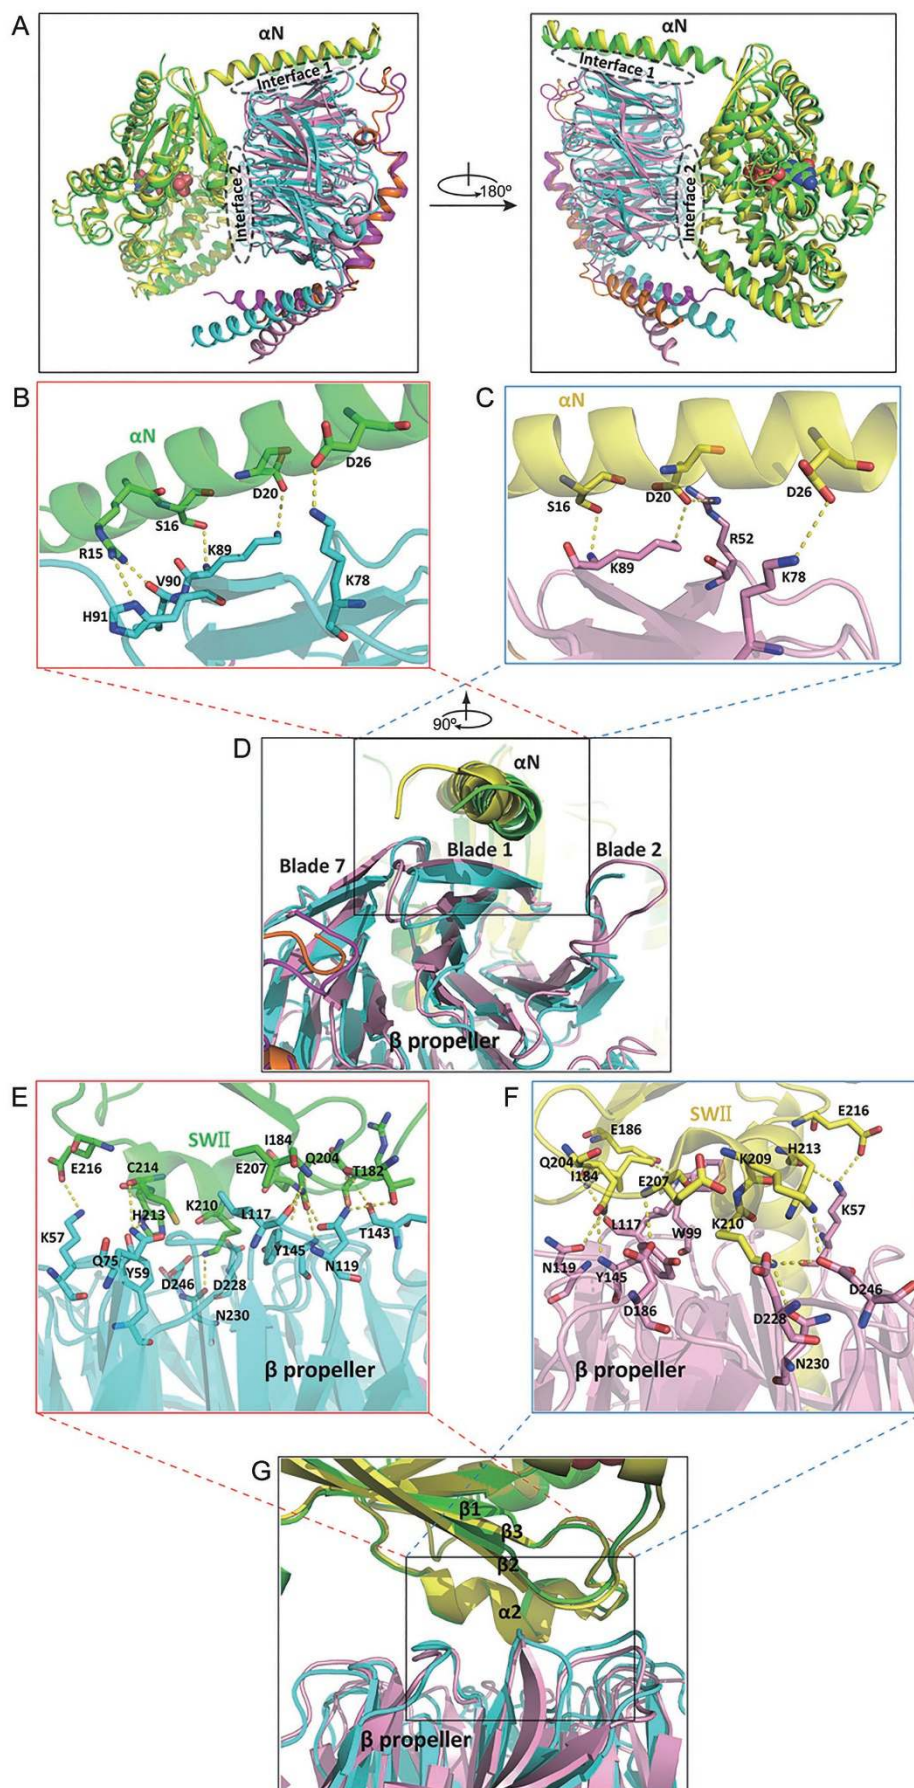 A
αN
Interface 1
Interface 2
180º
αN
Interface 1
Interface 2
B
αN
D26
D20
S16
R15
K89
V90
K78
H91
C
αN
S16
D20
D26
R52
K89
K78
90º
D
αN
Blade 7
Blade 1
Blade 2
β propeller
E
SWII
I184
E216
C214
E207
Q204
T182
H213
K210
L117
K57
Q75
Y59
Y145
T143
D246
D228
N119
N230
β propeller
F
SWII
E216
E186
H213
Q204
K209
I184
E207
K57
L117
K210
W99
N119
Y145
D246
D186
D228
β propeller
N230
G
β1
β3
β2
α2
β propeller